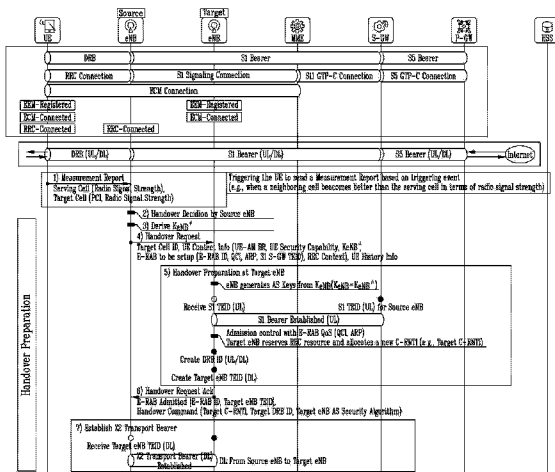 Source
Target
UE
eNB
eNB
MME
S-GW
P-GW
HSS
DRB
S1 Bearer
S5 Bearer
RRC Connection
S1 Signaling Connection
S11 GTP-C Connection
S5 GTP-C Connection
ECM Connection
EMM-Registered
ECM-Connected
RRC-Connected
RRC-Connected
EMM-Registered
ECM-Connected
DRB (UL/DL)
S1 Bearer (UL/DL)
S5 Bearer (UL/DL)
Internet
1) Measurement Report
Serving Cell (Radio Signal Strength),
Target Cell (PCI, Radio Signal Strength)
Triggering the UE to send a Measurement Report based on triggering event
(e.g., when a neighboring cell beacomes better than the serving cell in terms of radio signal strength)
Handover Preparation
2) Handover Decision by Source eNB
3) Derive KeNB*
4) Handover Request
Target Cell ID, UE Context Info (UE-AMBR, UE Security Capability, KeNB*
E-RAB to be setup (E-RAB ID, QCI, ARP, S1 S-GW TEID), RRC Context), UE History Info
5) Handover Preparation at Target eNB
eNB generates AS Keys from KeNB(KeNB=KeNB*)
Receive S1 TEID (UL)
S1 TEID (UL) for Source eNB
S1 Bearer Established (UL)
Admission control with E-RAB QoS (QCI, ARP)
Target eNB reserves RRC resource and allocates a new C-RNTI (e.g., Target C-RNTI)
Create DRB ID (UL/DL)
Create Target eNB TEID (DL)
6) Handover Request Ack
E-RAB Admitted (E-RAB ID, Target eNB TEID),
Handover Command (Target C-RNTI, Target DRB ID, Target eNB AS Security Algorithm)
7) Establish X2 Transport Bearer
Receive Target eNB TEID (DL)
X2 Transport Bearer (DL)
Established
DL: From Source eNB to Target eNB